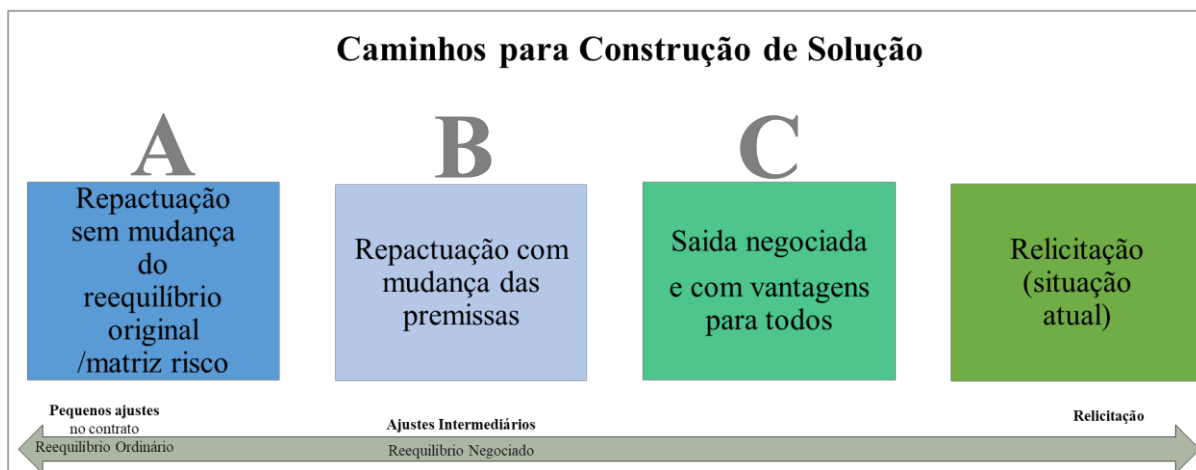 Caminhos para Construção de Solução
A
B
C
Repactuação
sem mudança
do
reequilíbrio
original
/matriz risco
Repactuação com
mudança das
premissas
Saida negociada
e com vantagens
para todos
Relicitação
(situação
atual)
Pequenos ajustes
no contrato
Reequilíbrio Ordinário
Ajustes Intermediários
Reequilíbrio Negociado
Relicitação